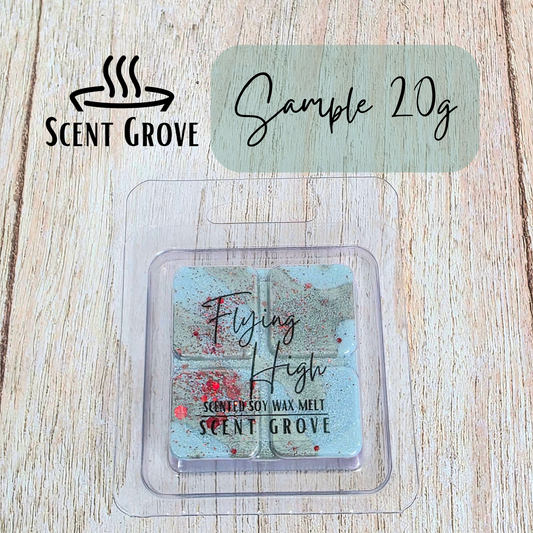 SCENT GROVE
Sample 20g
Flying
High
SCENTED SOY WAX MELT
SCENT GROVE